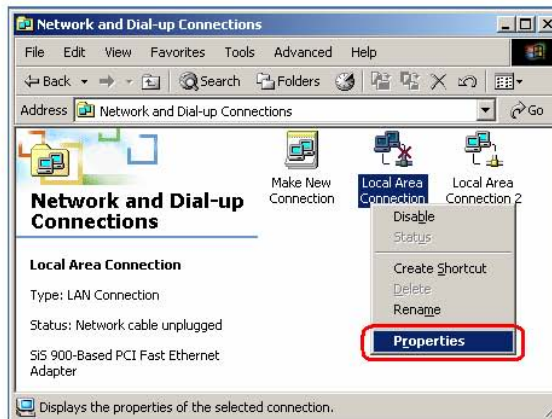 Network and Dial-up Connections
File Edit View Favorites Tools Advanced Help
Back Search Folders
Address Network and Dial-up Connections Go
Network and Dial-up
Connections
Local Area Connection
Type: LAN Connection
Status: Network cable unplugged
SiS 900-Based PCI Fast Ethernet
Adapter
Make New
Connection
Local Area
Connection
Local Area
Connection 2
Disable
Status
Create Shortcut
Delete
Rename
Properties
Displays the properties of the selected connection.